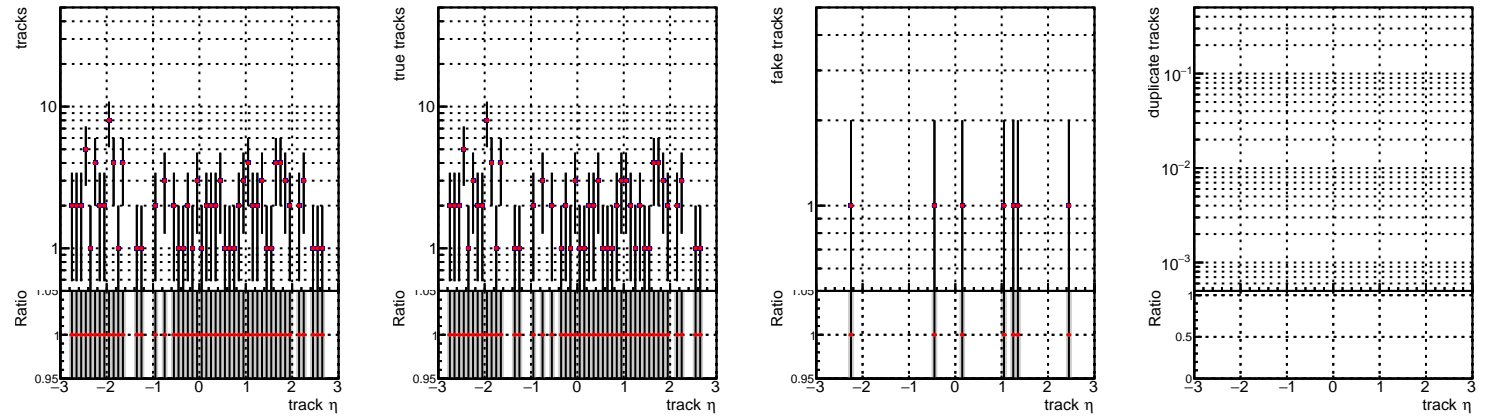 tracks
10
1
Ratio
1.05
1
0.95
−3 −2 −1 0 1 2 3
track η
true tracks
10
1
Ratio
1.05
1
0.95
−3 −2 −1 0 1 2 3
track η
fake tracks
1
Ratio
1.05
1
0.95
−3 −2 −1 0 1 2 3
track η
duplicate tracks
10⁻¹
10⁻²
10⁻³
Ratio
1
0.5
0
−3 −2 −1 0 1 2 3
track η